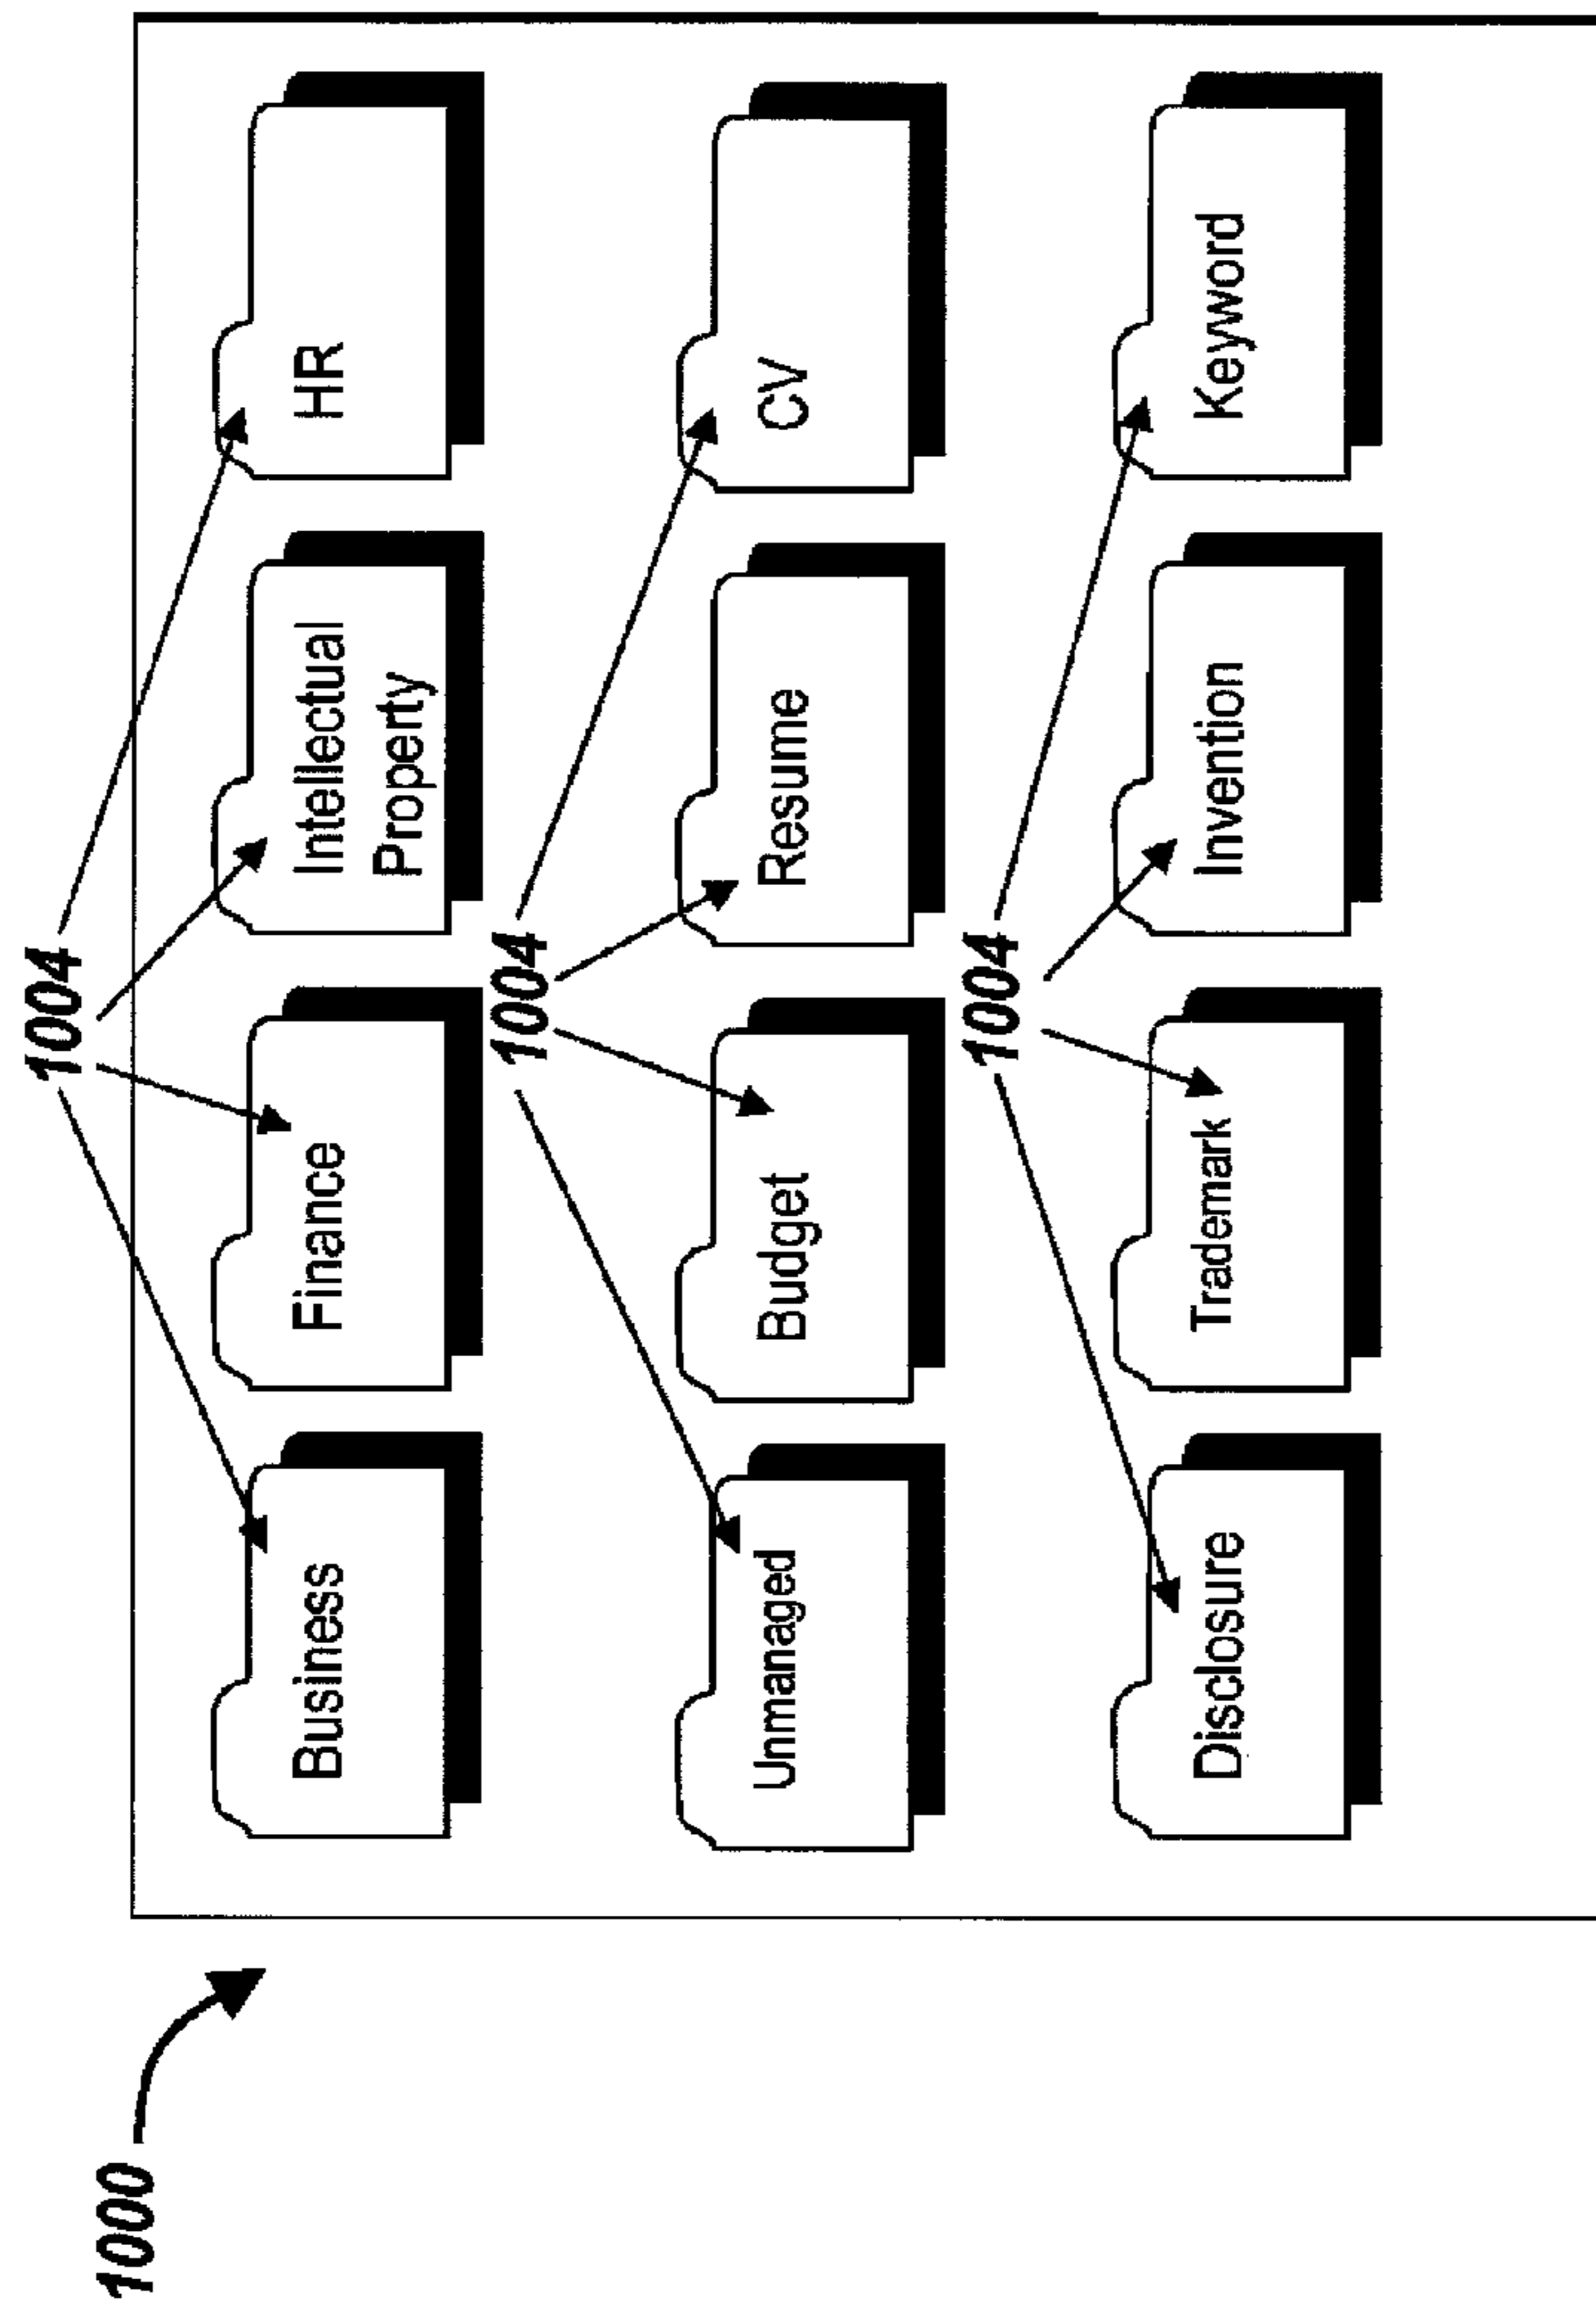 1000
1004
Business
Finance
Intellectual
Property
HR
1004
Unmanaged
Budget
Resume
CV
1004
Disclosure
Trademark
Invention
Keyword